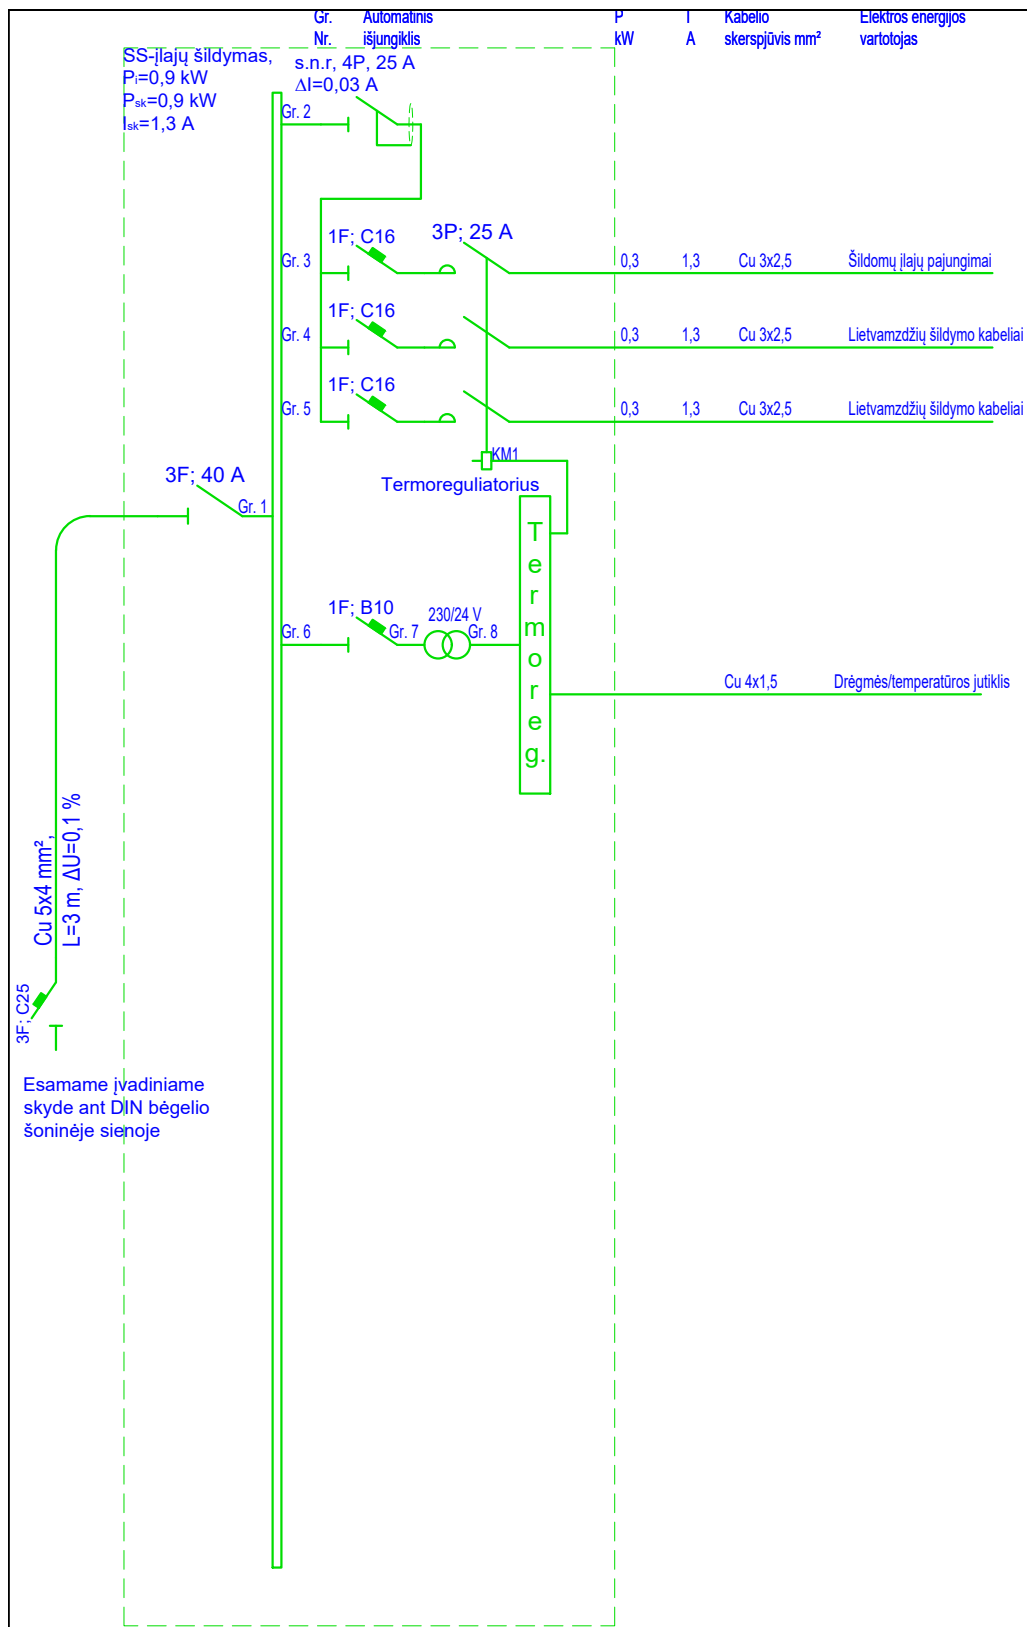 Gr. Automatinis P I Kabelio Elektros energijos
Nr. išjungiklis kW A skerspjūvis mm² vartotojas
SS-įlajų šildymas,
Pi=0,9 kW
Psk=0,9 kW
Isk=1,3 A
s.n.r, 4P, 25 A
ΔI=0,03 A
Gr. 2
1F; C16
3P; 25 A
Gr. 3
0,3 1,3 Cu 3x2,5 Šildomų įlajų pajungimai
1F; C16
Gr. 4
0,3 1,3 Cu 3x2,5 Lietvamzdžių šildymo kabeliai
1F; C16
Gr. 5
0,3 1,3 Cu 3x2,5 Lietvamzdžių šildymo kabeliai
KM1
Termoreguliatorius
3F; 40 A
Gr. 1
Termoreg.
1F; B10
230/24 V
Gr. 6
Gr. 7
Gr. 8
Cu 4x1,5 Drėgmės/temperatūros jutiklis
Cu 5x4 mm²,
L=3 m, ΔU=0,1 %
3F; C25
Esamame įvadiniame
skyde ant DIN bėgelio
šoninėje sienoje